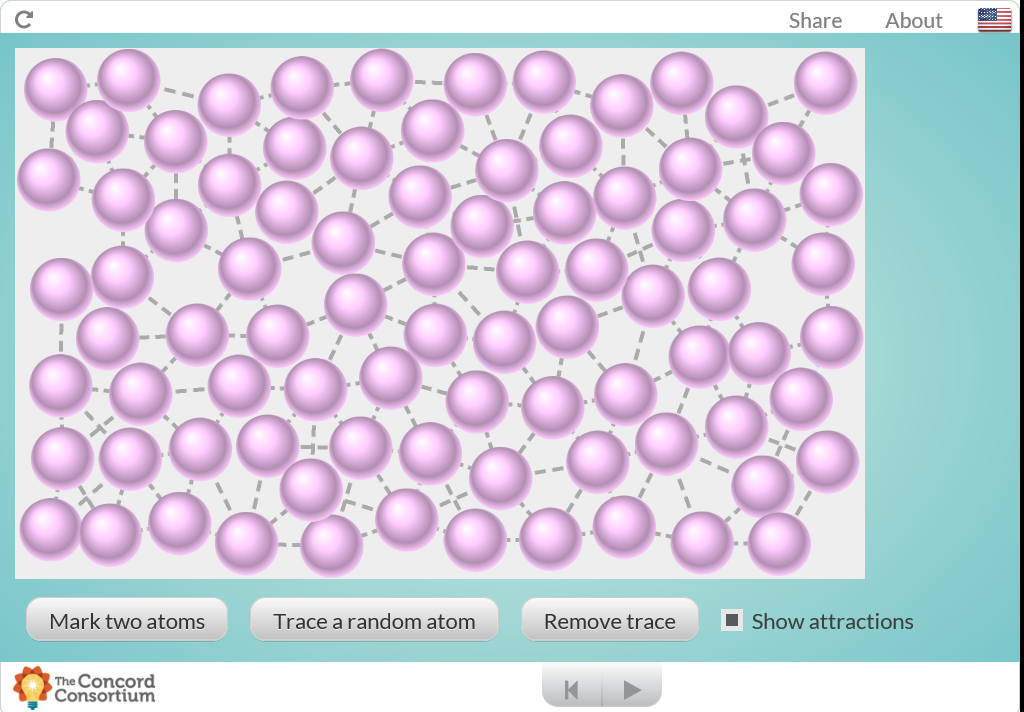 Share About
Mark two atoms Trace a random atom Remove trace Show attractions
The Concord
Consortium